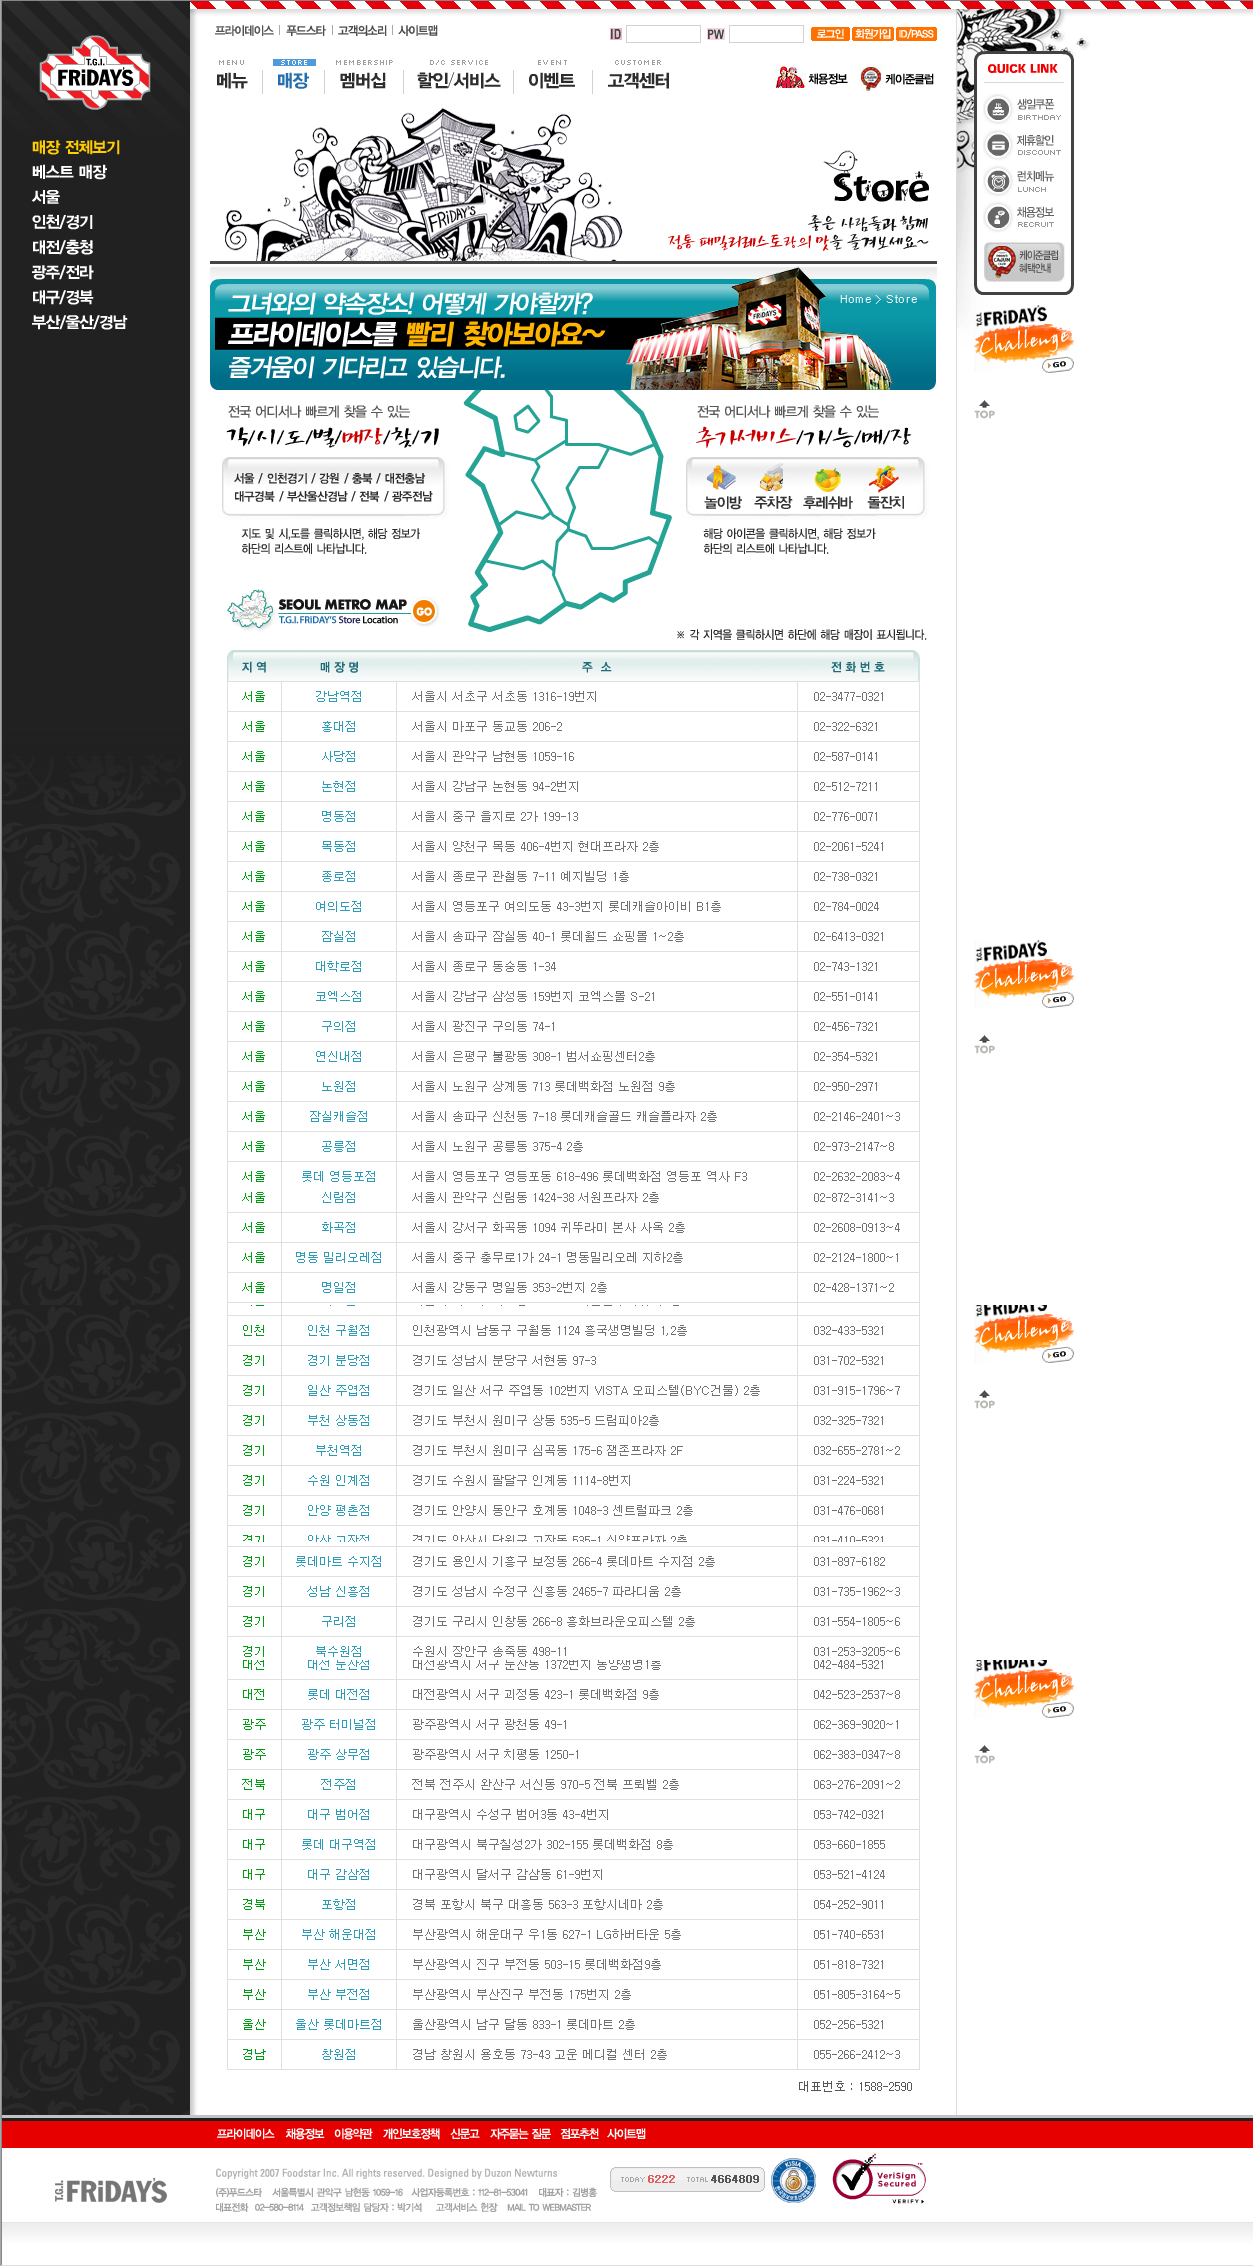 프라이데이스 | 푸드스타 | 고객의소리 | 사이트맵
ID PW 로그인 회원가입 ID/PASS
MENU STORE MEMBERSHIP D/C SERVICE EVENT CUSTOMER
메뉴 매장 멤버십 할인/서비스 이벤트 고객센터
채용정보 케이준클럽
T.G.I. FRiDAY'S
매장 전체보기
베스트 매장
서울
인천/경기
대전/충청
광주/전라
대구/경북
부산/울산/경남
QUICK LINK
생일쿠폰
BIRTHDAY
제휴할인
DISCOUNT
런치메뉴
LUNCH
채용정보
RECRUIT
케이준클럽
혜택안내
T.G.I. FRiDAY'S
Challenge
GO
TOP
FRiDAY'S
Store
좋은 사람들과 함께
정통 패밀리레스토랑의 맛을 즐겨보세요~
Home > Store
그녀와의 약속장소! 어떻게 가야할까?
프라이데이스를 빨리 찾아보아요~
즐거움이 기다리고 있습니다.
FRiDAY'S
전국 어디서나 빠르게 찾을 수 있는
각/시/도/별/매장/찾/기
서울 / 인천경기 / 강원 / 충북 / 대전충남
대구경북 / 부산울산경남 / 전북 / 광주전남
지도 및 시,도를 클릭하시면, 해당 정보가
하단의 리스트에 나타납니다.
SEOUL METRO MAP GO
T.G.I. FRiDAY'S Store Location
전국 어디서나 빠르게 찾을 수 있는
추가서비스/가/능/매/장
놀이방 주차장 후레쉬바 돌잔치
해당 아이콘을 클릭하시면, 해당 정보가
하단의 리스트에 나타납니다.
※ 각 지역을 클릭하시면 하단에 해당 매장이 표시됩니다.
지역 매장명 주 소 전화번호
서울 강남역점 서울시 서초구 서초동 1316-19번지 02-3477-0321
서울 홍대점 서울시 마포구 동교동 206-2 02-322-6321
서울 사당점 서울시 관악구 남현동 1059-16 02-587-0141
서울 논현점 서울시 강남구 논현동 94-2번지 02-512-7211
서울 명동점 서울시 중구 을지로 2가 199-13 02-776-0071
서울 목동점 서울시 양천구 목동 406-4번지 현대프라자 2층 02-2061-5241
서울 종로점 서울시 종로구 관철동 7-11 예지빌딩 1층 02-738-0321
서울 여의도점 서울시 영등포구 여의도동 43-3번지 롯데캐슬아이비 B1층 02-784-0024
서울 잠실점 서울시 송파구 잠실동 40-1 롯데월드 쇼핑몰 1~2층 02-6413-0321
서울 대학로점 서울시 종로구 동숭동 1-34 02-743-1321
서울 코엑스점 서울시 강남구 삼성동 159번지 코엑스몰 S-21 02-551-0141
서울 구의점 서울시 광진구 구의동 74-1 02-456-7321
서울 연신내점 서울시 은평구 불광동 308-1 범서쇼핑센터2층 02-354-5321
서울 노원점 서울시 노원구 상계동 713 롯데백화점 노원점 9층 02-950-2971
서울 잠실캐슬점 서울시 송파구 신천동 7-18 롯데캐슬골드 캐슬플라자 2층 02-2146-2401~3
서울 공릉점 서울시 노원구 공릉동 375-4 2층 02-973-2147~8
서울 롯데 영등포점 서울시 영등포구 영등포동 618-496 롯데백화점 영등포 역사 F3 02-2632-2083~4
서울 신림점 서울시 관악구 신림동 1424-38 서원프라자 2층 02-872-3141~3
서울 화곡점 서울시 강서구 화곡동 1094 귀뚜라미 본사 사옥 2층 02-2608-0913~4
서울 명동 밀리오레점 서울시 중구 충무로1가 24-1 명동밀리오레 지하2층 02-2124-1800~1
서울 명일점 서울시 강동구 명일동 353-2번지 2층 02-428-1371~2
인천 인천 구월점 인천광역시 남동구 구월동 1124 흥국생명빌딩 1,2층 032-433-5321
경기 경기 분당점 경기도 성남시 분당구 서현동 97-3 031-702-5321
경기 일산 주엽점 경기도 일산 서구 주엽동 102번지 VISTA 오피스텔(BYC건물) 2층 031-915-1796~7
경기 부천 상동점 경기도 부천시 원미구 상동 535-5 드림피아2층 032-325-7321
경기 부천역점 경기도 부천시 원미구 심곡동 175-6 잼존프라자 2F 032-655-2781~2
경기 수원 인계점 경기도 수원시 팔달구 인계동 1114-8번지 031-224-5321
경기 안양 평촌점 경기도 안양시 동안구 호계동 1048-3 센트럴파크 2층 031-476-0681
경기 안산 고잔점 경기도 안산시 단원구 고잔동 535-1 신양프라자 2층 031-410-5321
경기 롯데마트 수지점 경기도 용인시 기흥구 보정동 266-4 롯데마트 수지점 2층 031-897-6182
경기 성남 신흥점 경기도 성남시 수정구 신흥동 2465-7 파라디움 2층 031-735-1962~3
경기 구리점 경기도 구리시 인창동 266-8 흥화브라운오피스텔 2층 031-554-1805~6
경기 북수원점 수원시 장안구 송죽동 498-11 031-253-3205~6
대전 대전 둔산점 대전광역시 서구 둔산동 1372번지 동양생명1층 042-484-5321
대전 롯데 대전점 대전광역시 서구 괴정동 423-1 롯데백화점 9층 042-523-2537~8
광주 광주 터미널점 광주광역시 서구 광천동 49-1 062-369-9020~1
광주 광주 상무점 광주광역시 서구 치평동 1250-1 062-383-0347~8
전북 전주점 전북 전주시 완산구 서신동 970-5 전북 프뢰벨 2층 063-276-2091~2
대구 대구 범어점 대구광역시 수성구 범어3동 43-4번지 053-742-0321
대구 롯데 대구역점 대구광역시 북구칠성2가 302-155 롯데백화점 8층 053-660-1855
대구 대구 감삼점 대구광역시 달서구 감삼동 61-9번지 053-521-4124
경북 포항점 경북 포항시 북구 대흥동 563-3 포항시네마 2층 054-252-9011
부산 부산 해운대점 부산광역시 해운대구 우1동 627-1 LG하버타운 5층 051-740-6531
부산 부산 서면점 부산광역시 진구 부전동 503-15 롯데백화점9층 051-818-7321
부산 부산 부전점 부산광역시 부산진구 부전동 175번지 2층 051-805-3164~5
울산 울산 롯데마트점 울산광역시 남구 달동 833-1 롯데마트 2층 052-256-5321
경남 창원점 경남 창원시 용호동 73-43 고운 메디컬 센터 2층 055-266-2412~3
대표번호 : 1588-2590
T.G.I. FRiDAY'S
Challenge
GO
TOP
Challenge
GO
TOP
Challenge
GO
TOP
프라이데이스 채용정보 이용약관 개인보호정책 신문고 자주묻는 질문 점포추천 사이트맵
T.G.I. FRiDAY'S
Copyright 2007 Foodstar Inc. All rights reserved. Designed by Duzon Newturns
(주)푸드스타 서울특별시 관악구 남현동 1059-16 사업자등록번호 : 112-81-53041 대표자 : 김병흥
대표전화 02-580-8114 고객정보책임 담당자 : 박기석 고객서비스 헌장 MAIL TO WEBMASTER
TODAY 6222 TOTAL 4664809
KISIA
VeriSign
Secured
VERIFY